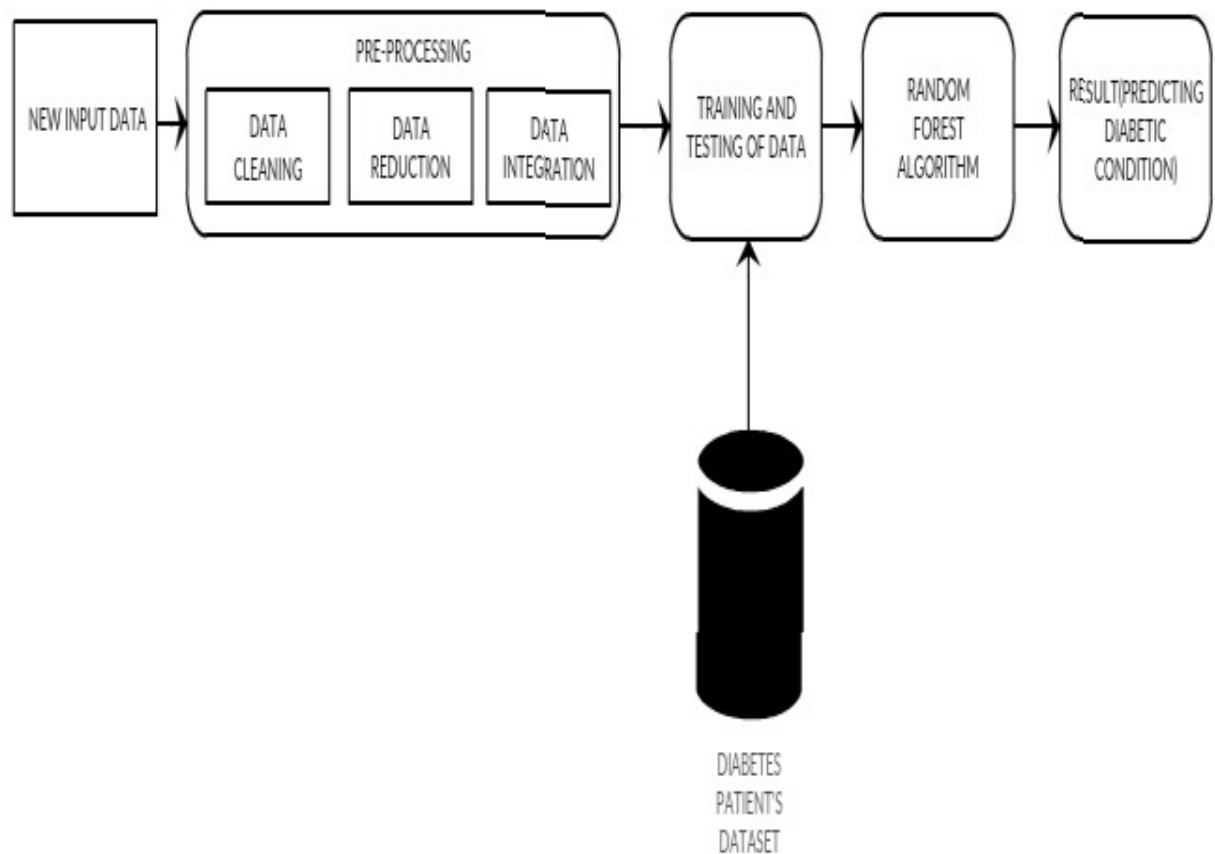 NEW INPUT DATA
PRE-PROCESSING
DATA
CLEANING
DATA
REDUCTION
DATA
INTEGRATION
TRAINING AND
TESTING OF DATA
RANDOM
FOREST
ALGORITHM
RESULT(PREDICTING
DIABETIC
CONDITION)
DIABETES
PATIENT'S
DATASET